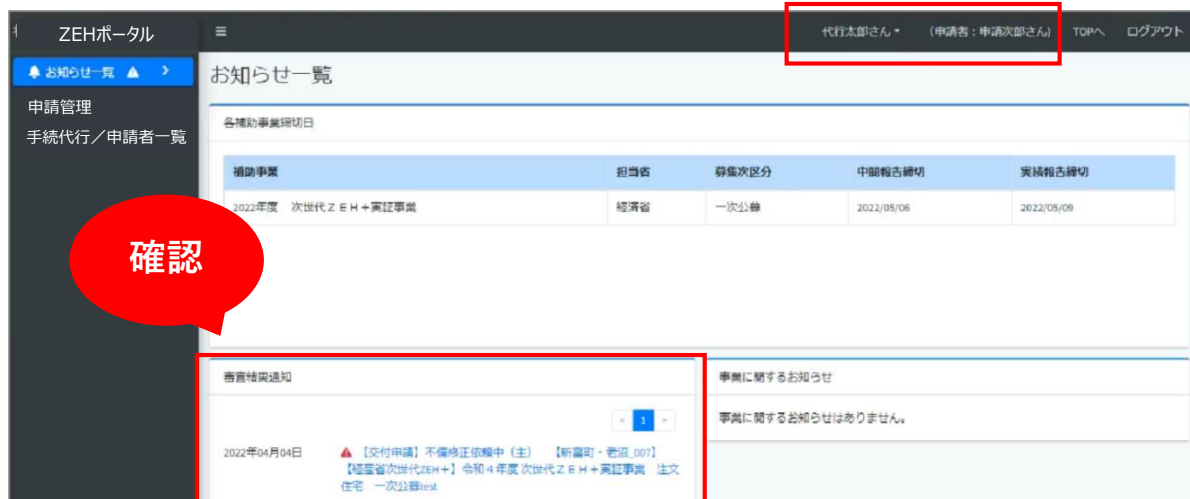 ZEHポータル
代行太郎さん
(申請者：申請次郎さん)
TOPへ
ログアウト
お知らせ一覧
申請管理
手続代行／申請者一覧
お知らせ一覧
各補助事業締切日
補助事業 担当省 募集次区分 中間報告締切 実績報告締切
2022年度 次世代ＺＥＨ＋実証事業 経済省 一次公募 2022/05/06 2022/05/09
確認
審査結果通知
< 1 >
2022年04月04日 【交付申請】不備修正依頼中（主） 【新富町・老沼_007】
【経産省次世代ZEH+】令和４年度 次世代ＺＥＨ＋実証事業 注文
住宅 一次公募test
事業に関するお知らせ
事業に関するお知らせはありません。